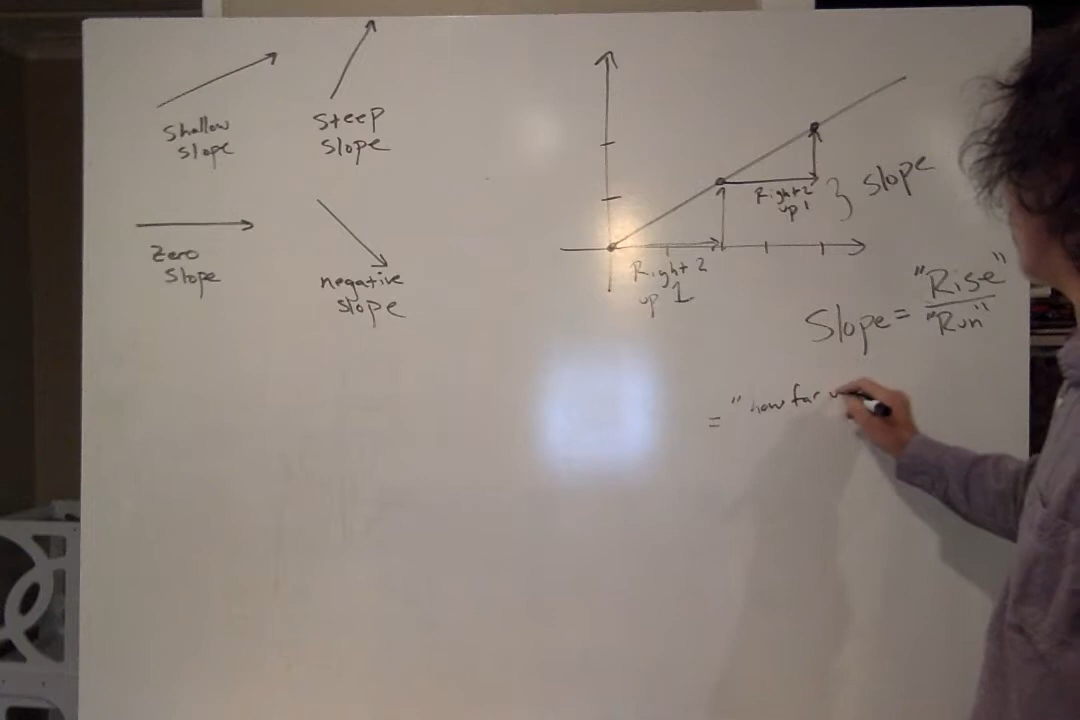 Shallow
slope
steep
slope
Zero
slope
negative
slope
Right 2
up 1
Right 2
up 1
} slope
Slope = "Rise"
"Run"
= "how far